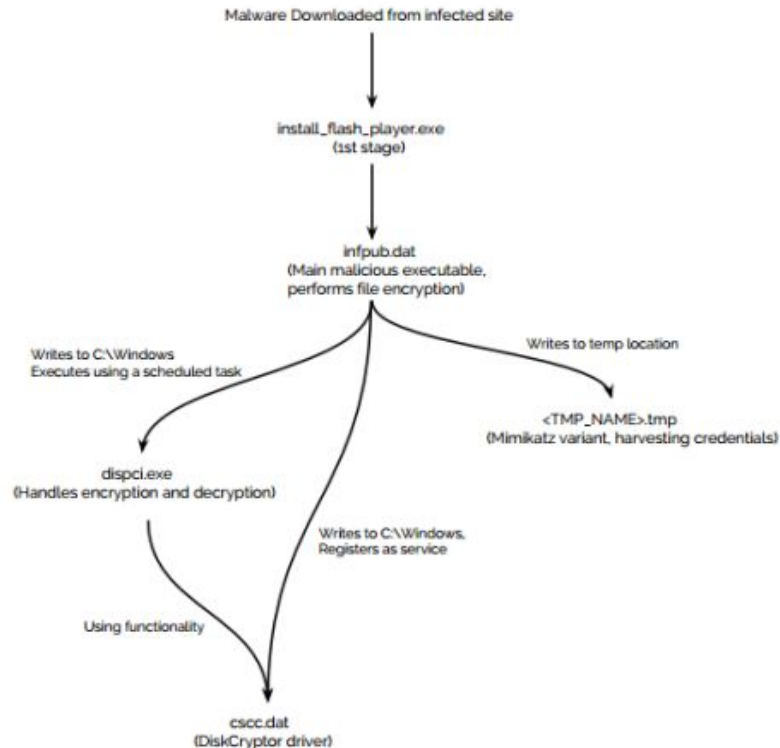 Malware Downloaded from infected site
install_flash_player.exe
(1st stage)
infpub.dat
(Main malicious executable,
performs file encryption)
Writes to C:\Windows
Executes using a scheduled task
Writes to temp location
<TMP_NAME>.tmp
(Mimikatz variant, harvesting credentials)
dispci.exe
(Handles encryption and decryption)
Writes to C:\Windows,
Registers as service
Using functionality
cscc.dat
(DiskCryptor driver)